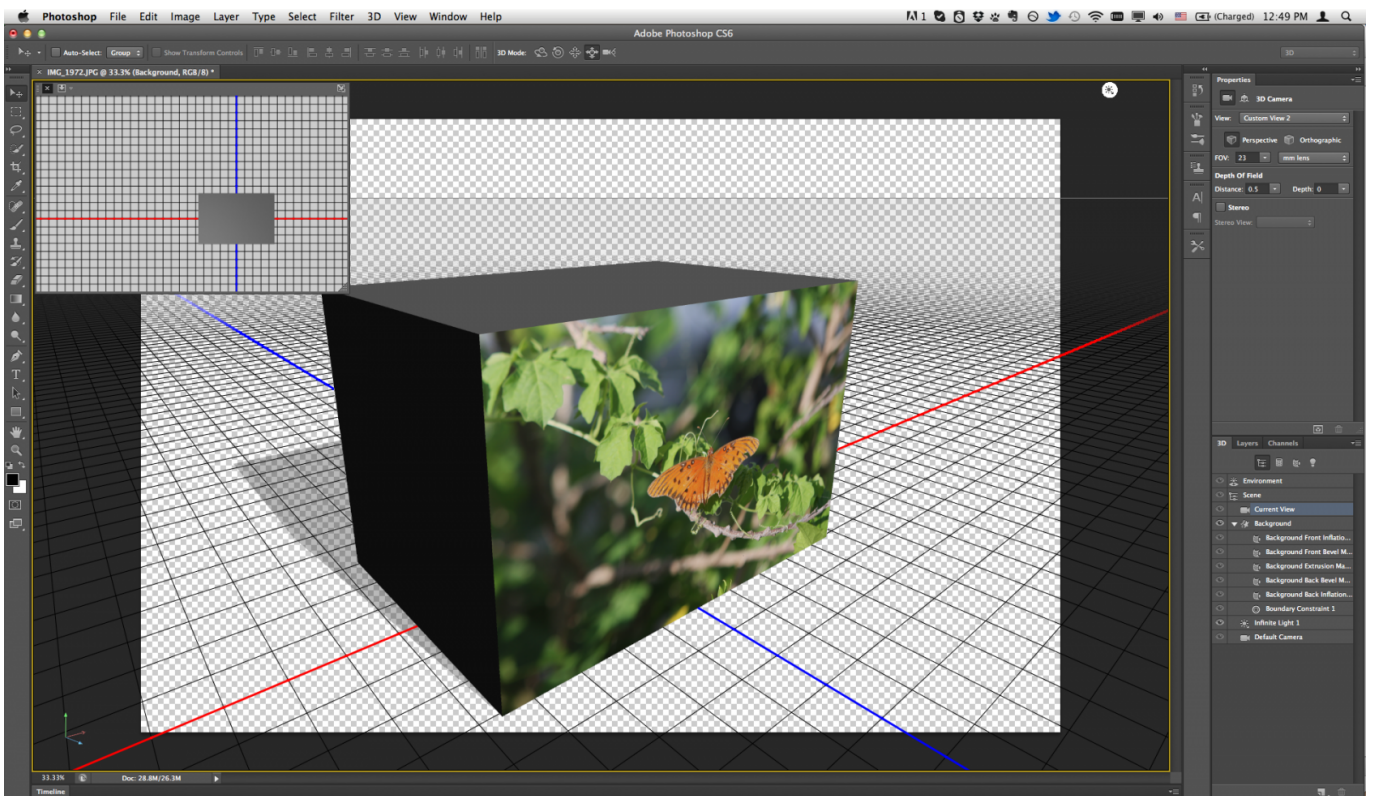 Photoshop File Edit Image Layer Type Select Filter 3D View Window Help 1 (Charged) 12:49 PM
Adobe Photoshop CS6
Auto-Select: Group Show Transform Controls 3D Mode: 3D
× IMG_1972.JPG @ 33.3% (Background, RGB/8) *
Properties
3D Camera
View: Custom View 2
Perspective Orthographic
FOV: 23 mm lens
Depth Of Field
Distance: 0.5 Depth: 0
Stereo
Stereo View:
3D Layers Channels
Environment
Scene
Current View
Background
Background Front Inflatio...
Background Front Bevel M...
Background Extrusion Ma...
Background Back Bevel M...
Background Back Inflation...
Boundary Constraint 1
Infinite Light 1
Default Camera
33.33% Doc: 28.8M/26.3M
Timeline